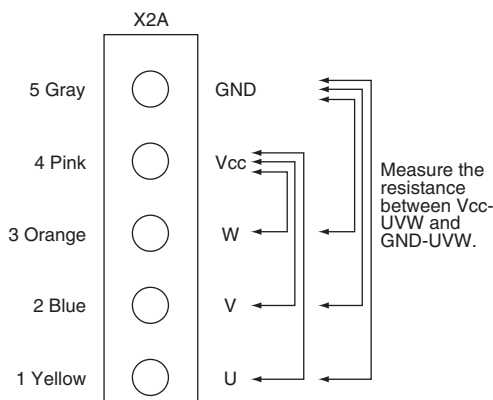 X2A
5 Gray GND
4 Pink Vcc
3 Orange W
2 Blue V
1 Yellow U
Measure the
resistance
between Vcc-
UVW and
GND-UVW.